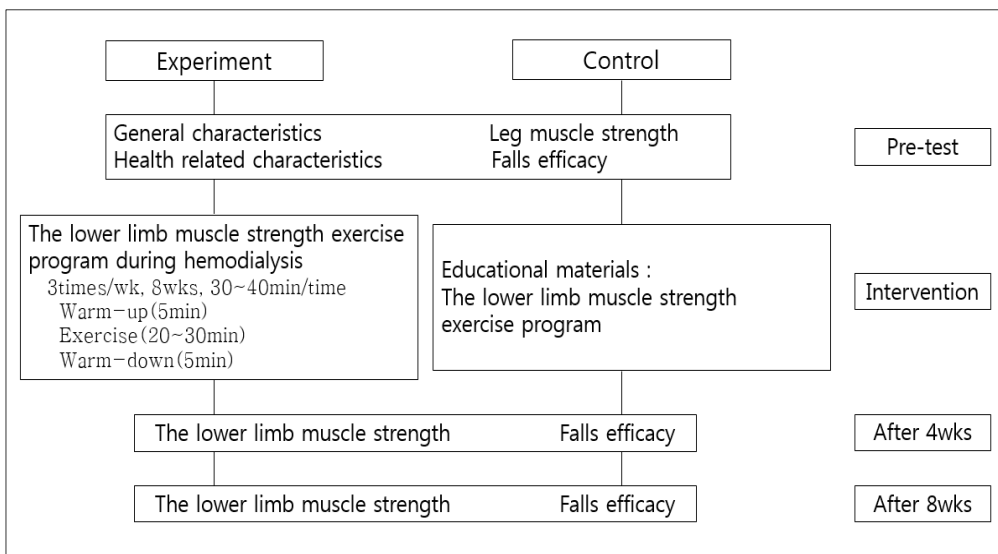 Experiment
Control
General characteristics
Leg muscle strength
Health related characteristics
Falls efficacy
Pre-test
The lower limb muscle strength exercise
program during hemodialysis
3times/wk, 8wks, 30~40min/time
Warm-up(5min)
Exercise(20~30min)
Warm-down(5min)
Educational materials :
The lower limb muscle strength
exercise program
Intervention
The lower limb muscle strength
Falls efficacy
After 4wks
The lower limb muscle strength
Falls efficacy
After 8wks